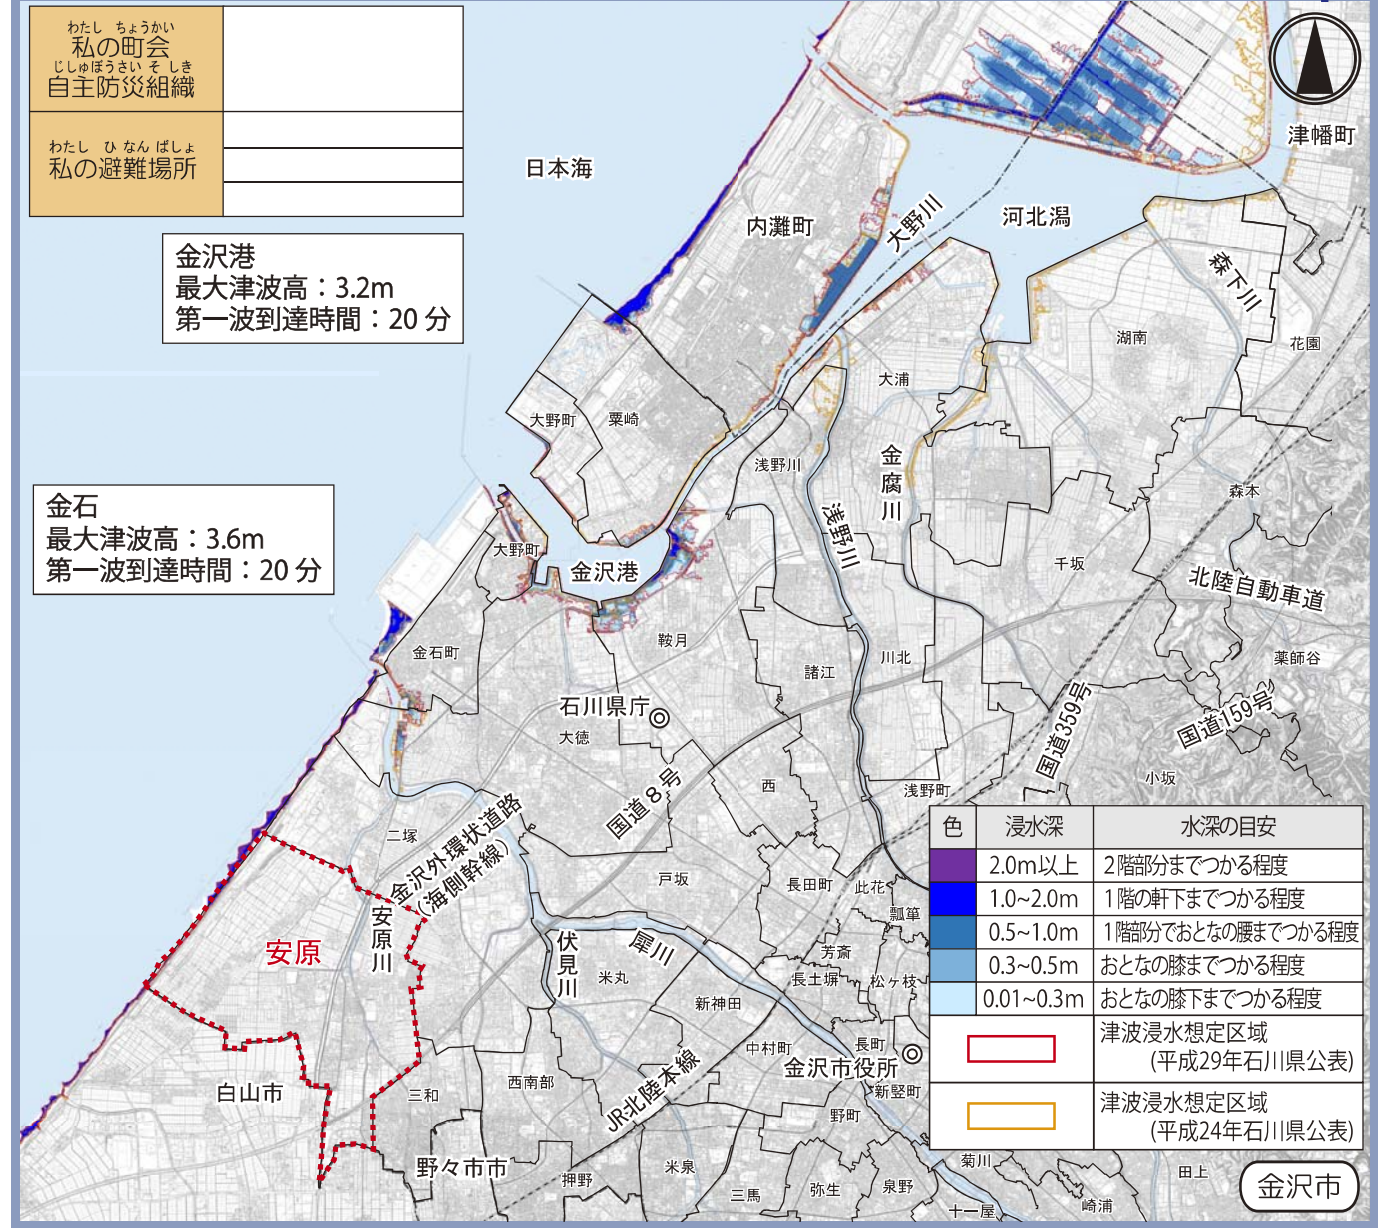 わたし ちょうかい
私の町会
じしゅぼうさい そ しき
自主防災組織
わたし ひ なん ばしょ
私の避難場所
金沢港
最大津波高：3.2m
第一波到達時間：20 分
金石
最大津波高：3.6m
第一波到達時間：20 分
日本海
津幡町
内灘町
大野川
河北潟
森下川
花園
湖南
大浦
大野町
粟崎
浅野川
金腐川
浅野川
森本
千坂
北陸自動車道
大野町
金沢港
鞍月
金石町
諸江
川北
薬師谷
石川県庁
大徳
国道359号
国道159号
西
国道８号
浅野町
小坂
二塚
金沢外環状道路
(海側幹線)
戸坂
長田町
此花
瓢箪
安原
安原川
伏見川
犀川
米丸
芳斎
長土塀
松ヶ枝
新神田
中村町
長町
金沢市役所
新竪町
白山市
三和
西南部
JR北陸本線
野町
野々市市
押野
米泉
三馬
弥生
泉野
菊川
十一屋
崎浦
田上
色 浸水深 水深の目安
2.0m以上 2階部分までつかる程度
1.0~2.0m 1階の軒下までつかる程度
0.5~1.0m 1階部分でおとなの腰までつかる程度
0.3~0.5m おとなの膝までつかる程度
0.01~0.3m おとなの膝下までつかる程度
津波浸水想定区域
(平成29年石川県公表)
津波浸水想定区域
(平成24年石川県公表)
金沢市